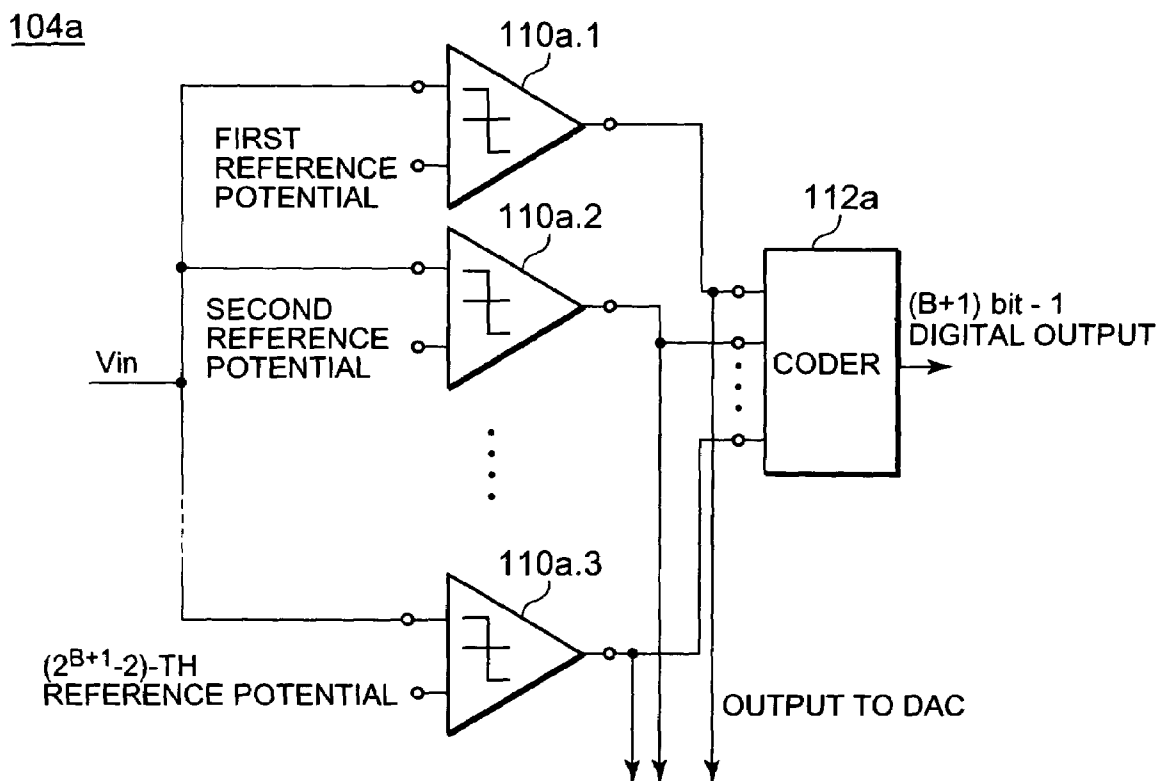 104a
110a.1
FIRST
REFERENCE
POTENTIAL
110a.2
112a
SECOND
REFERENCE
POTENTIAL
(B+1) bit - 1
DIGITAL OUTPUT
Vin
CODER
110a.3
(2^{B+1}-2)-TH
REFERENCE POTENTIAL
OUTPUT TO DAC